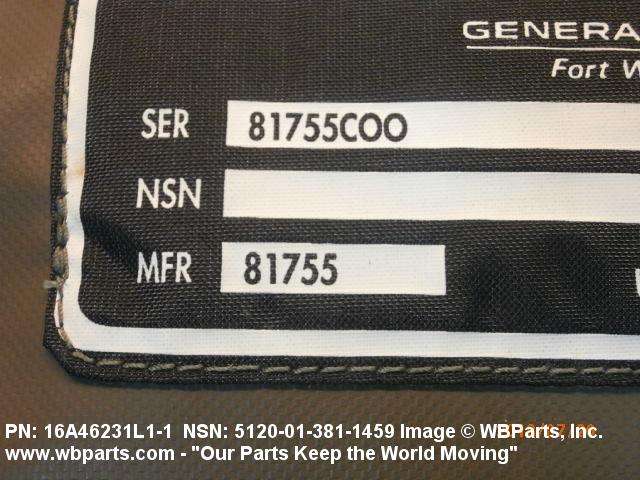 GENERA
Fort W
SER 81755COO
NSN
MFR 81755
PN: 16A46231L1-1 NSN: 5120-01-381-1459 Image © WBParts, Inc.
www.wbparts.com - "Our Parts Keep the World Moving"